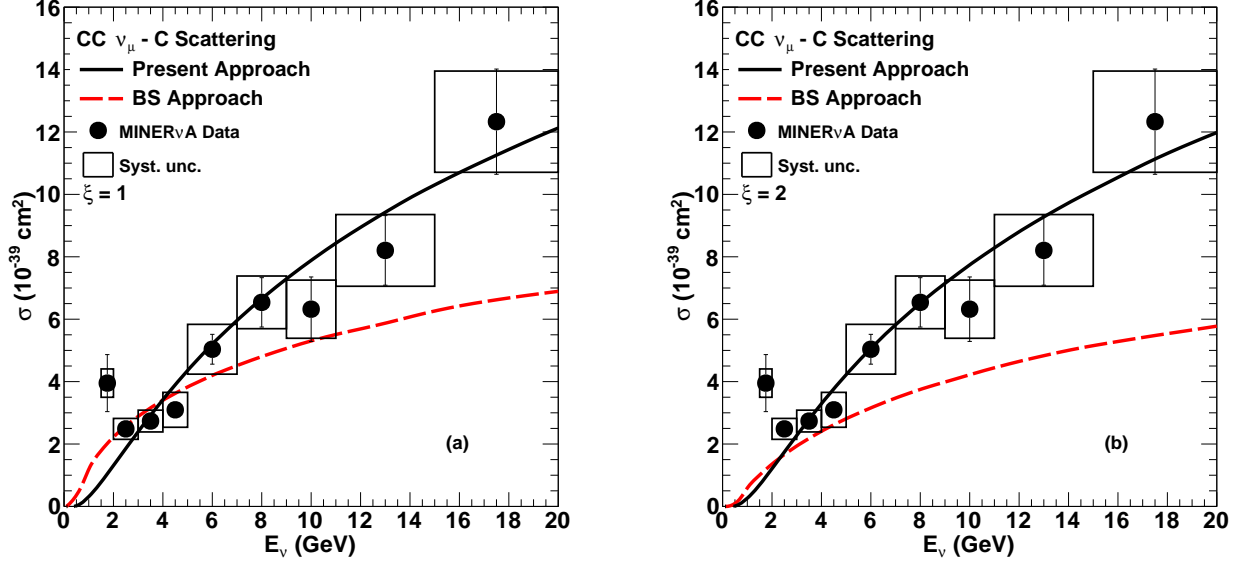 CC ν_μ - C Scattering
Present Approach
BS Approach
MINERνA Data
Syst. unc.
ξ = 1
(a)
σ (10⁻³⁹ cm²)
0 2 4 6 8 10 12 14 16
0 2 4 6 8 10 12 14 16 18 20
E_ν (GeV)
CC ν_μ - C Scattering
Present Approach
BS Approach
MINERνA Data
Syst. unc.
ξ = 2
(b)
σ (10⁻³⁹ cm²)
0 2 4 6 8 10 12 14 16
0 2 4 6 8 10 12 14 16 18 20
E_ν (GeV)